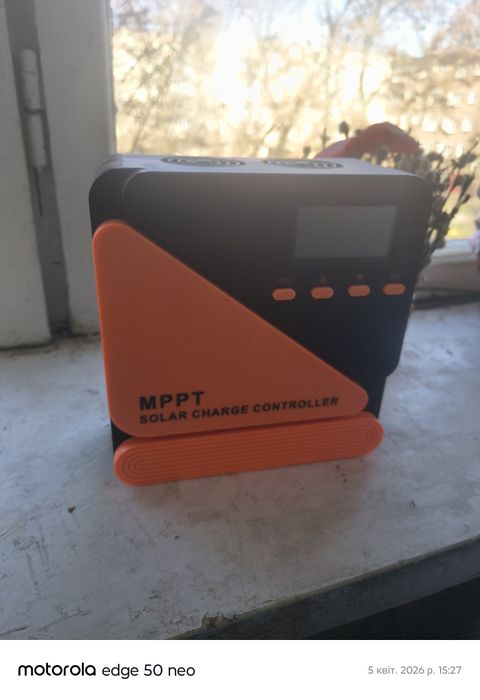 MPPT
SOLAR CHARGE CONTROLLER
motorola edge 50 neo
5 квіт. 2026 р. 15:27